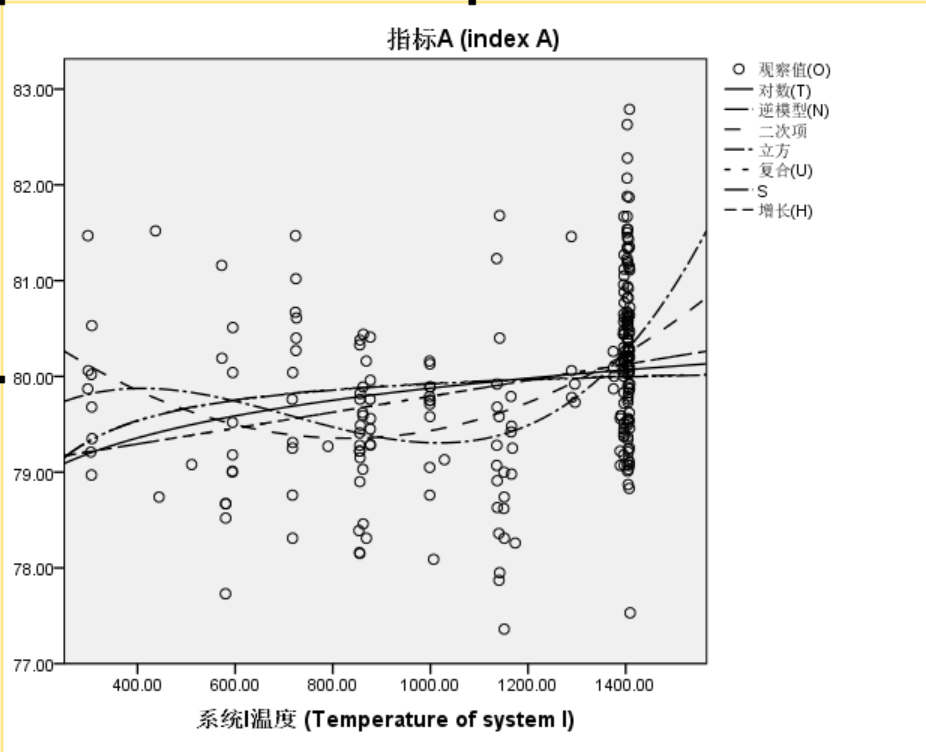 指标A (index A)
83.00
82.00
81.00
80.00
79.00
78.00
77.00
400.00 600.00 800.00 1000.00 1200.00 1400.00
系统I温度 (Temperature of system I)
观察值(O)
对数(T)
逆模型(N)
二次项
立方
复合(U)
S
增长(H)